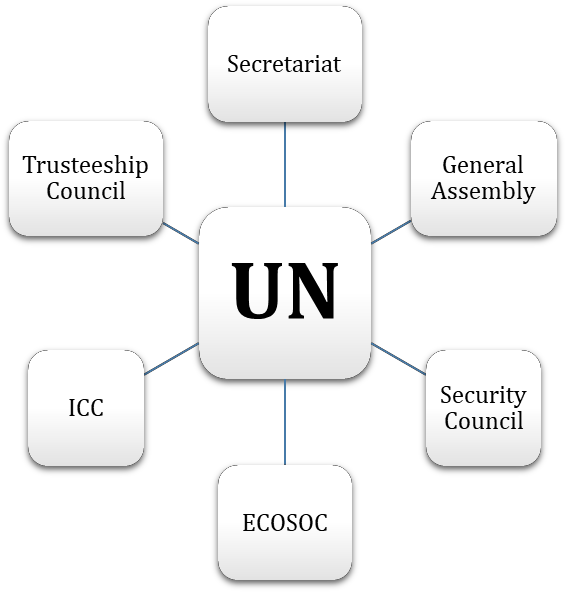 Secretariat
General
Assembly
Security
Council
ECOSOC
ICC
Trusteeship
Council
UN